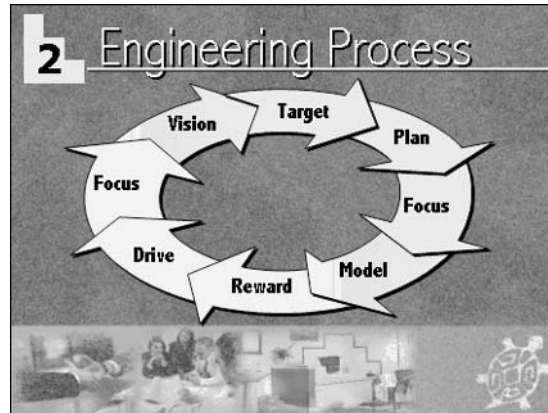 2 Engineering Process
Vision
Target
Plan
Focus
Focus
Drive
Reward
Model